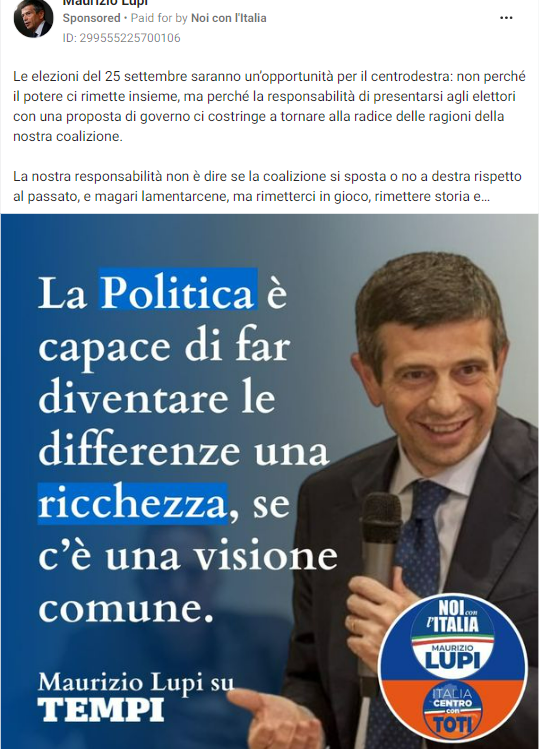 Maurizio Lupi
Sponsored • Paid for by Noi con l'Italia
ID: 299555225700106
Le elezioni del 25 settembre saranno un'opportunità per il centrodestra: non perché
il potere ci rimette insieme, ma perché la responsabilità di presentarsi agli elettori
con una proposta di governo ci costringe a tornare alla radice delle ragioni della
nostra coalizione.
La nostra responsabilità non è dire se la coalizione si sposta o no a destra rispetto
al passato, e magari lamentarcene, ma rimetterci in gioco, rimettere storia e...
La Politica è
capace di far
diventare le
differenze una
ricchezza, se
c'è una visione
comune.
Maurizio Lupi su
TEMPI
NOI con
l'ITALIA
MAURIZIO
LUPI
ITALIA
CENTRO
con
TOTI